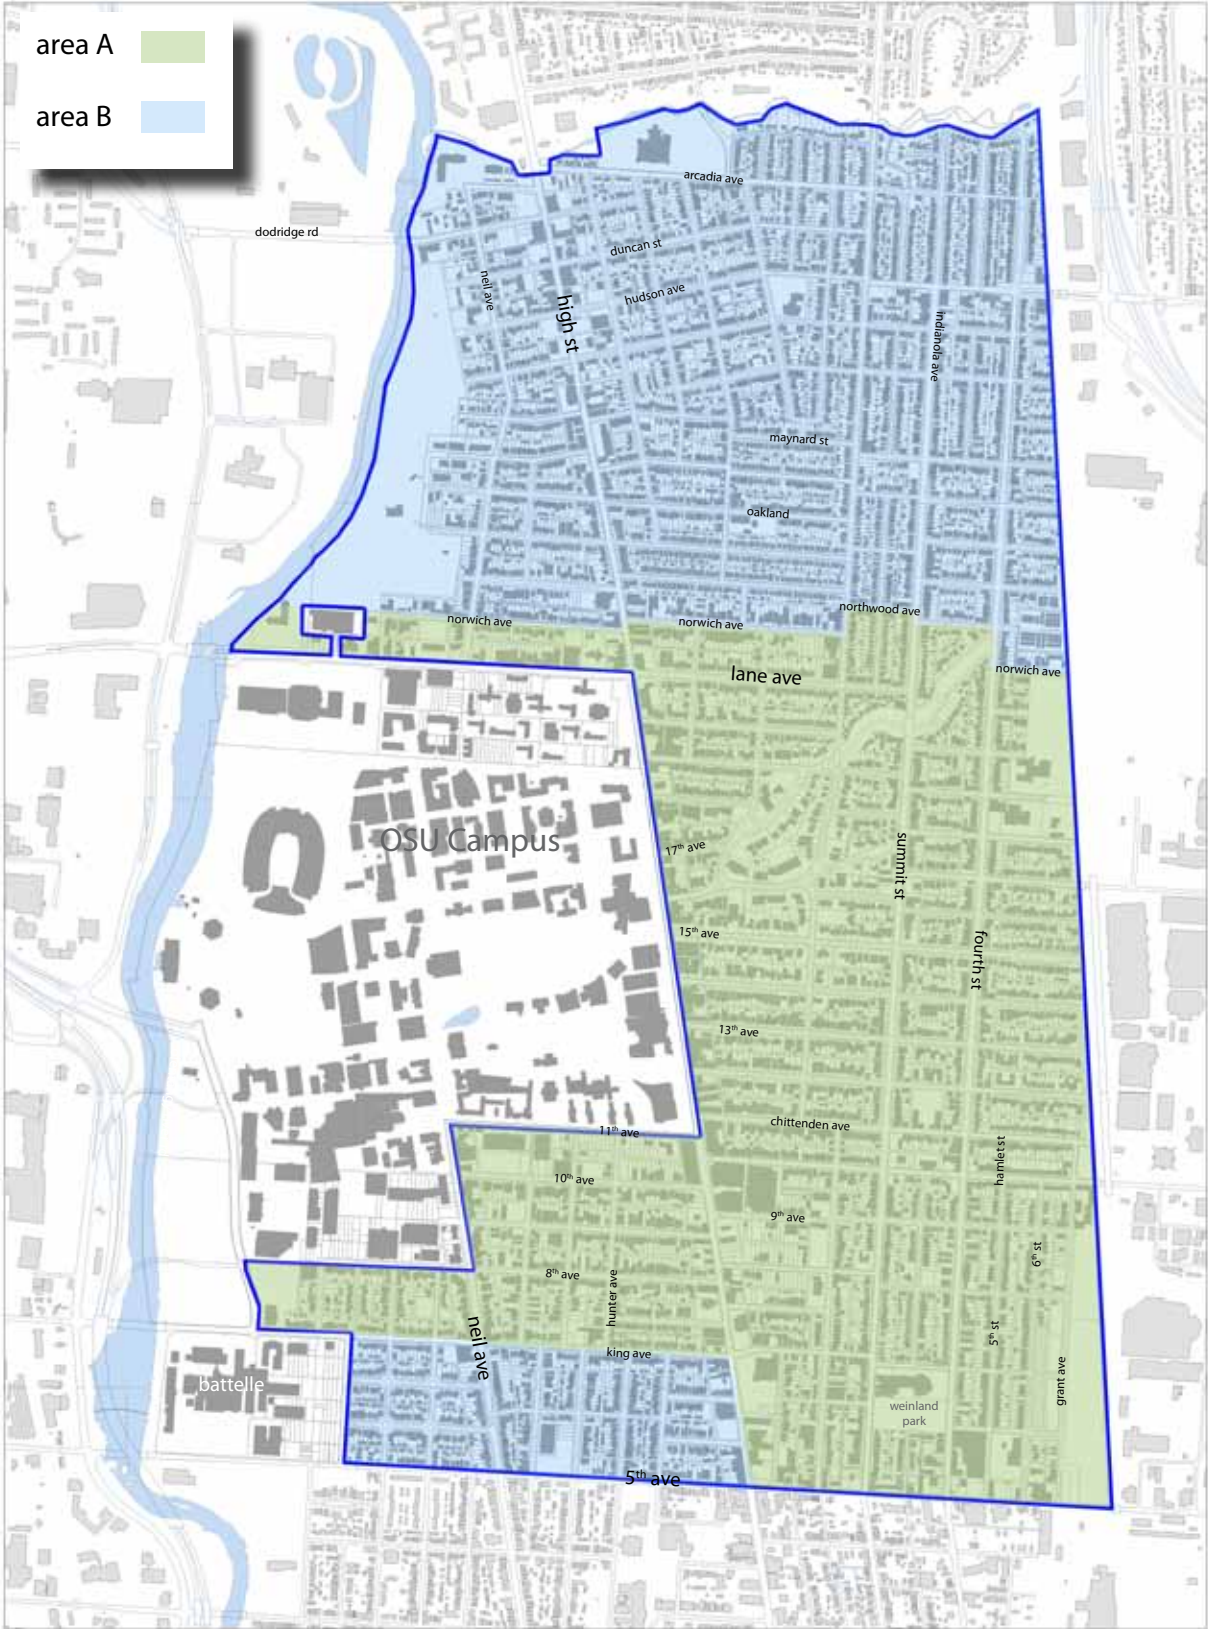 area A
area B
arcadia ave
dodridge rd
duncan st
neil ave
hudson ave
high st
indianola ave
maynard st
oakland
northwood ave
norwich ave
norwich ave
norwich ave
lane ave
OSU Campus
17th ave
summit st
15th ave
fourth st
13th ave
chittenden ave
11th ave
hamlet st
10th ave
9th ave
6th st
8th ave
hunter ave
5th st
neil ave
king ave
grant ave
battelle
weinland
park
5th ave